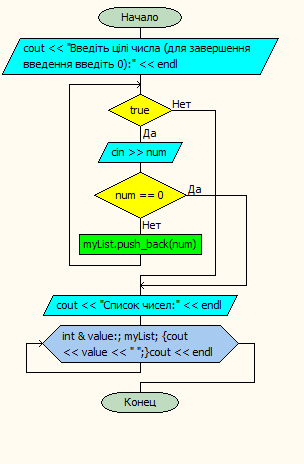 Начало
cout << "Введіть цілі числа (для завершення
введення введіть 0):" << endl
true
Нет
Да
cin >> num
num == 0
Да
Нет
myList.push_back(num)
cout << "Список чисел:" << endl
int & value:; myList; {cout
<< value << " ";}cout << endl
Конец